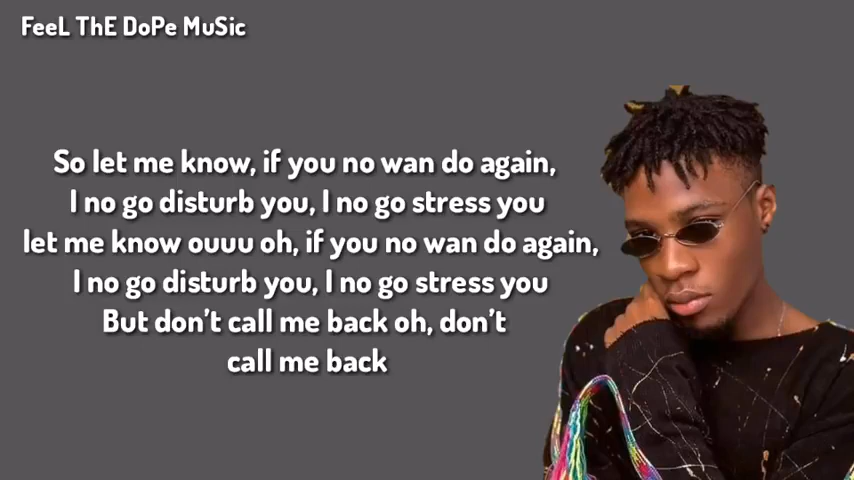 FeeL ThE DoPe MuSic
So let me know, if you no wan do again,
I no go disturb you, I no go stress you
let me know ouuu oh, if you no wan do again,
I no go disturb you, I no go stress you
But don't call me back oh, don't
call me back